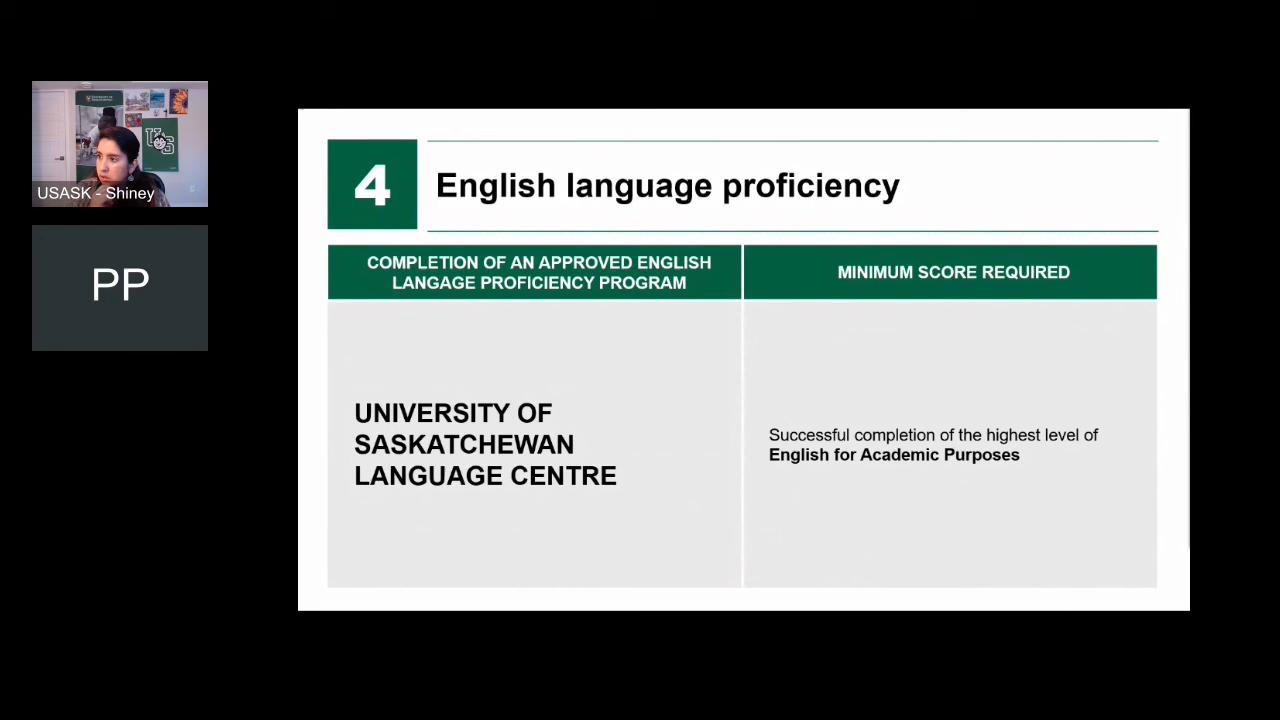 USASK - Shiney
PP
4
English language proficiency
COMPLETION OF AN APPROVED ENGLISH
LANGAGE PROFICIENCY PROGRAM
MINIMUM SCORE REQUIRED
UNIVERSITY OF
SASKATCHEWAN
LANGUAGE CENTRE
Successful completion of the highest level of
English for Academic Purposes